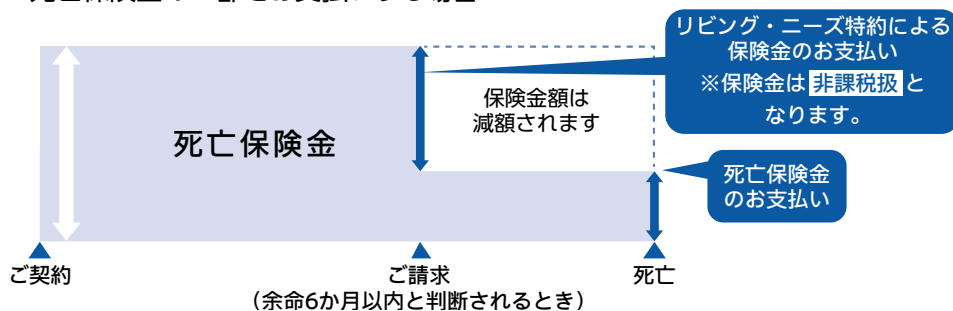 リビング・ニーズ特約による
保険金のお支払い
※保険金は非課税扱と
なります。
保険金額は
減額されます
死亡保険金
死亡保険金
のお支払い
ご契約
ご請求
（余命6か月以内と判断されるとき）
死亡